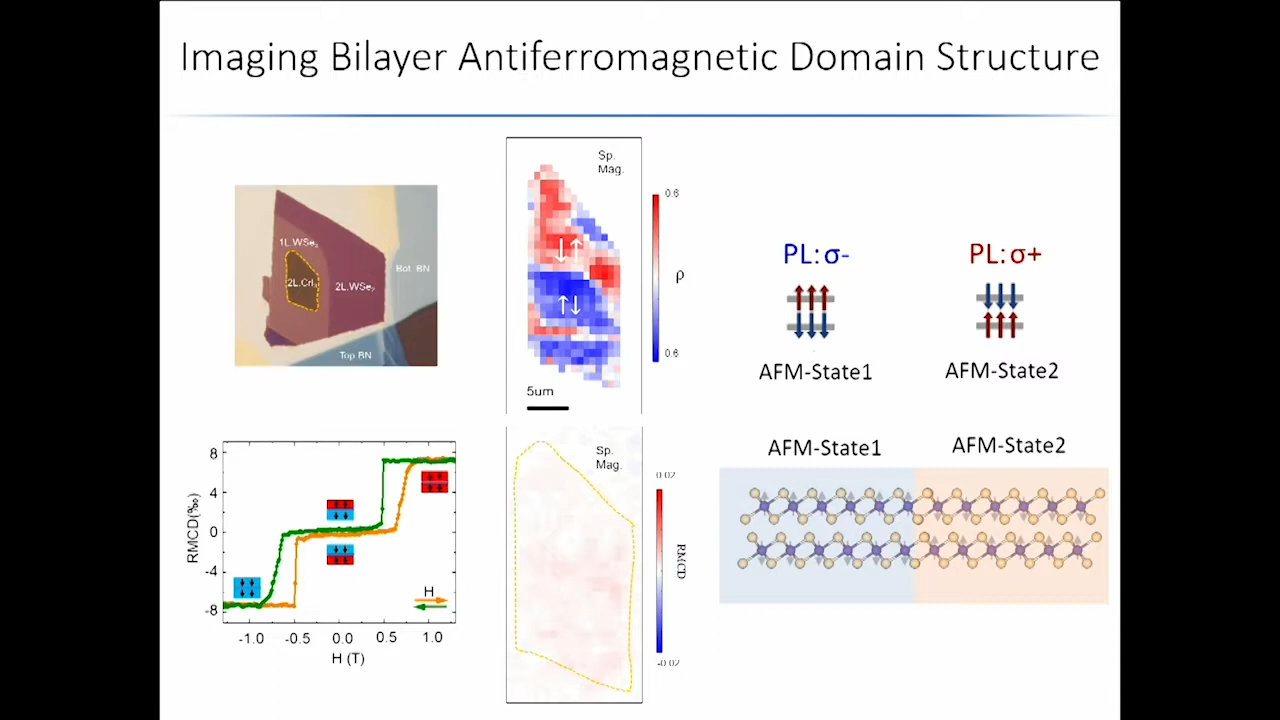 Imaging Bilayer Antiferromagnetic Domain Structure
1L.WSe₂
2L.CrI₃
2L.WSe₂
Bot. BN
Top BN
Sp.
Mag.
0.6
ρ
0.6
5um
PL: σ-
PL: σ+
AFM-State1
AFM-State2
RMCD(‰)
8
4
0
-4
-8
H
-1.0
-0.5
0.0
0.5
1.0
H (T)
Sp.
Mag.
0.02
RMCD
-0.02
AFM-State1
AFM-State2